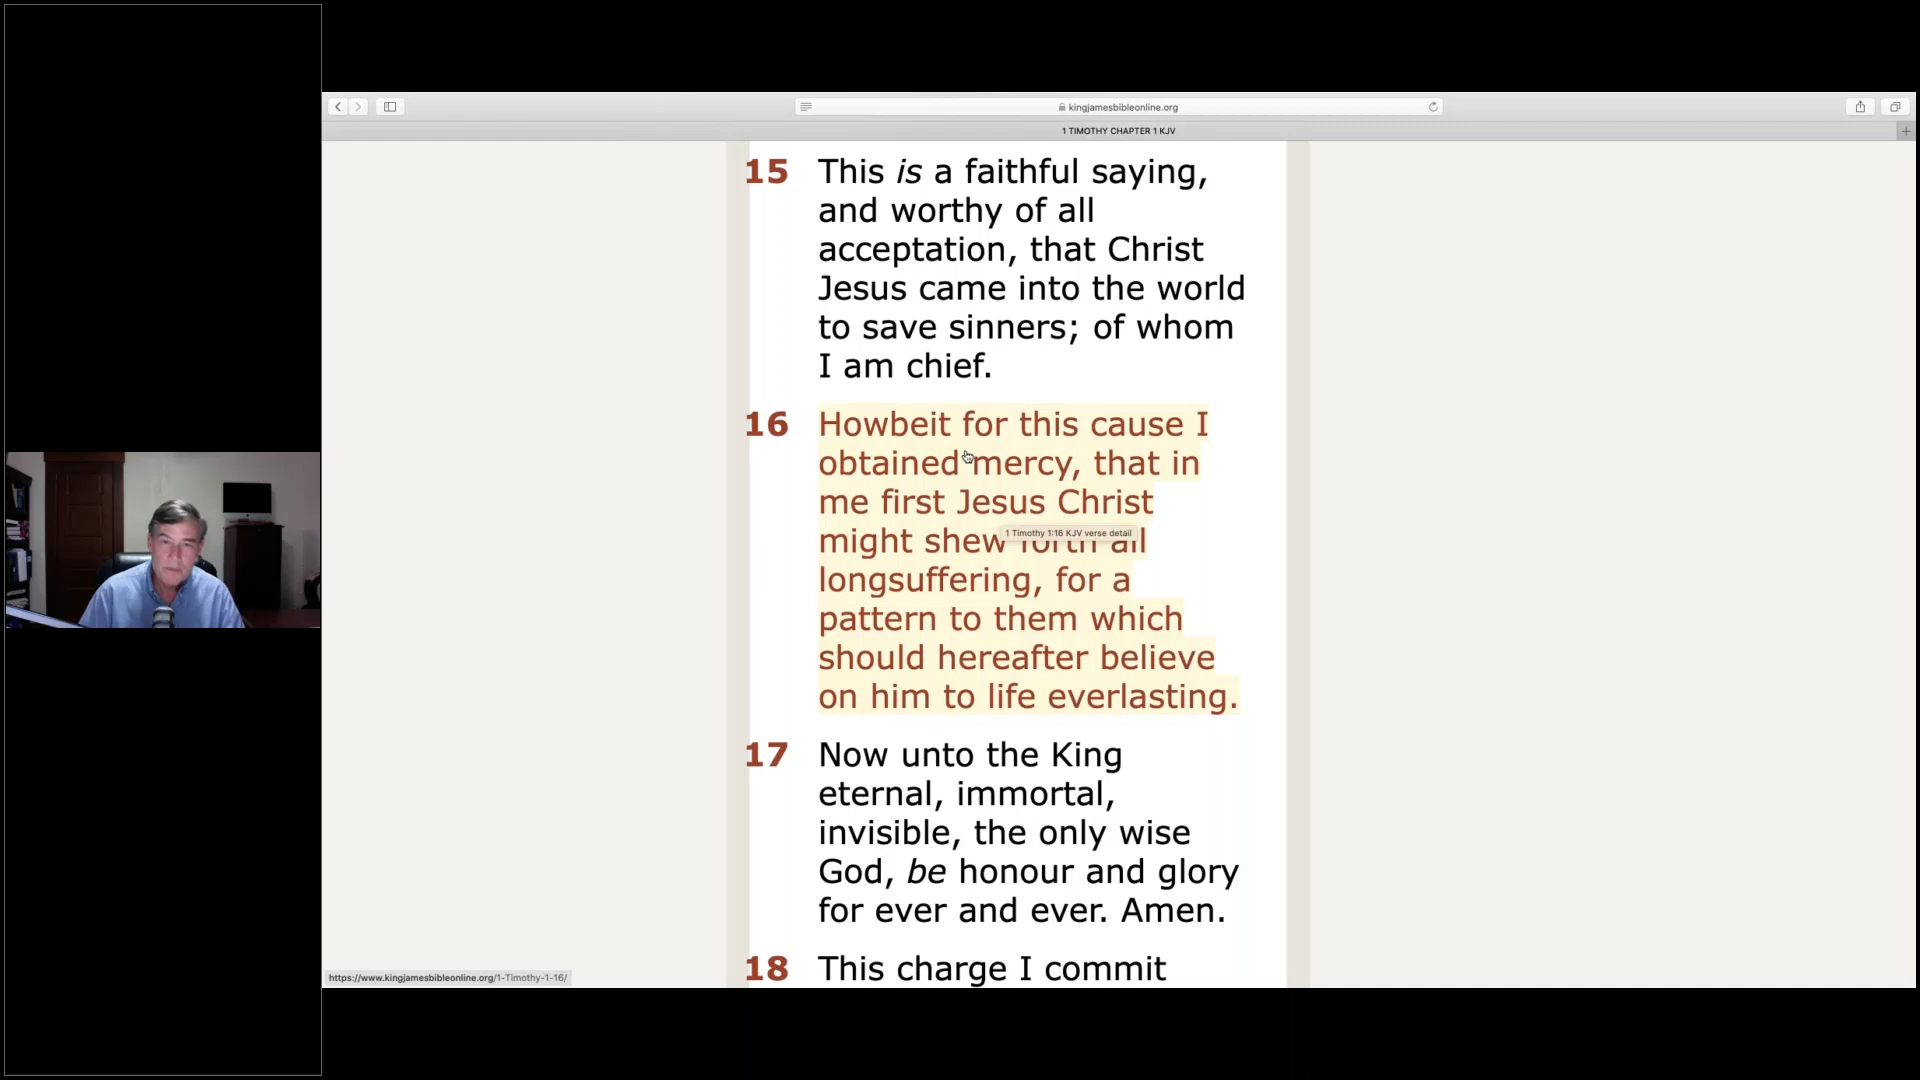 kingjamesbibleonline.org
1 TIMOTHY CHAPTER 1 KJV
15 This is a faithful saying,
and worthy of all
acceptation, that Christ
Jesus came into the world
to save sinners; of whom
I am chief.
16 Howbeit for this cause I
obtained mercy, that in
me first Jesus Christ
might shew forth all
1 Timothy 1:16 KJV verse detail
longsuffering, for a
pattern to them which
should hereafter believe
on him to life everlasting.
17 Now unto the King
eternal, immortal,
invisible, the only wise
God, be honour and glory
for ever and ever. Amen.
18 This charge I commit
https://www.kingjamesbibleonline.org/1-Timothy-1-16/